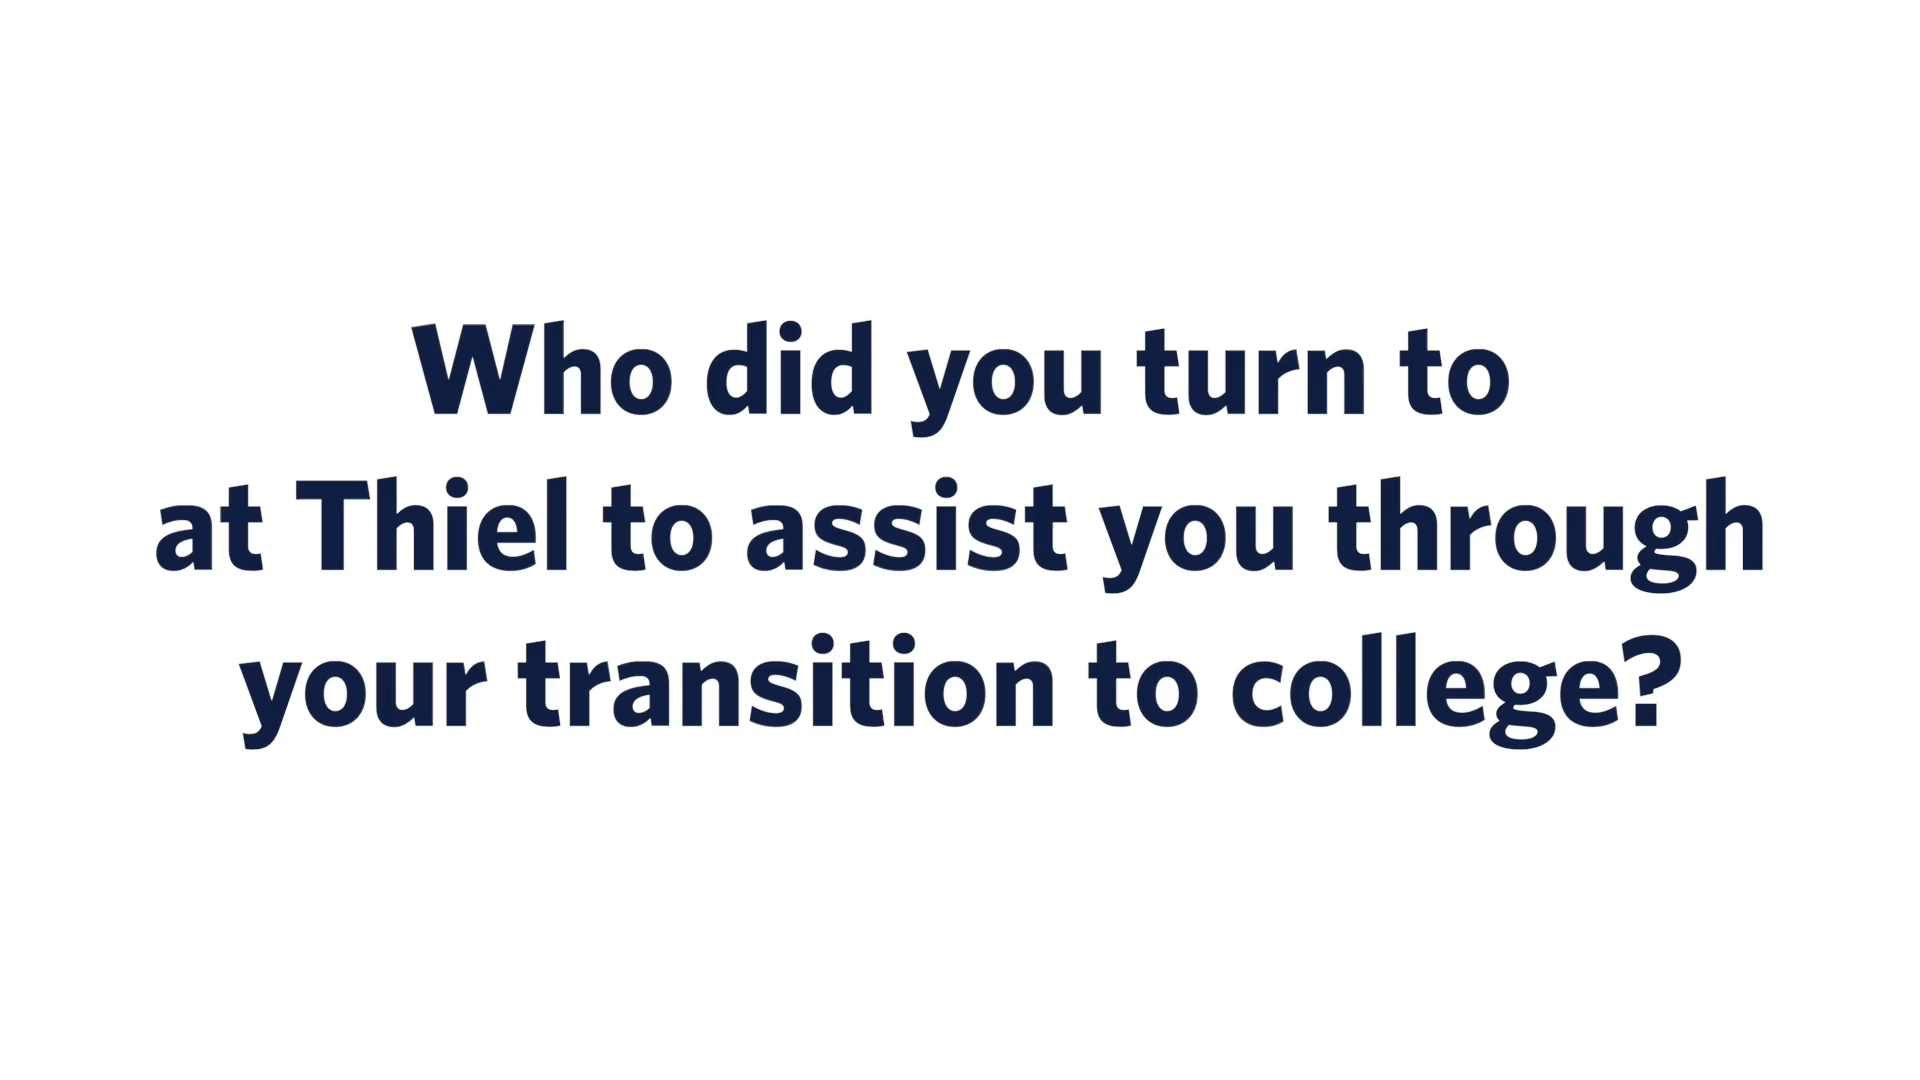 Who did you turn to
at Thiel to assist you through
your transition to college?